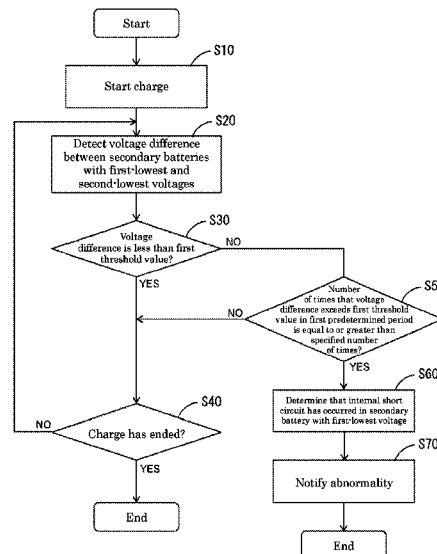 Start
S10
Start charge
S20
Detect voltage difference
between secondary batteries
with first-lowest and
second-lowest voltages
S30
Voltage
difference is less than first
threshold value?
NO
YES
S5
Number
of times that voltage
difference exceeds first threshold
value in first predetermined period
is equal to or greater than
specified number
of times?
NO
YES
S60
Determine that internal short
circuit has occurred in secondary
battery with first-lowest voltage
S40
Charge has ended?
NO
YES
S70
Notify abnormality
End
End